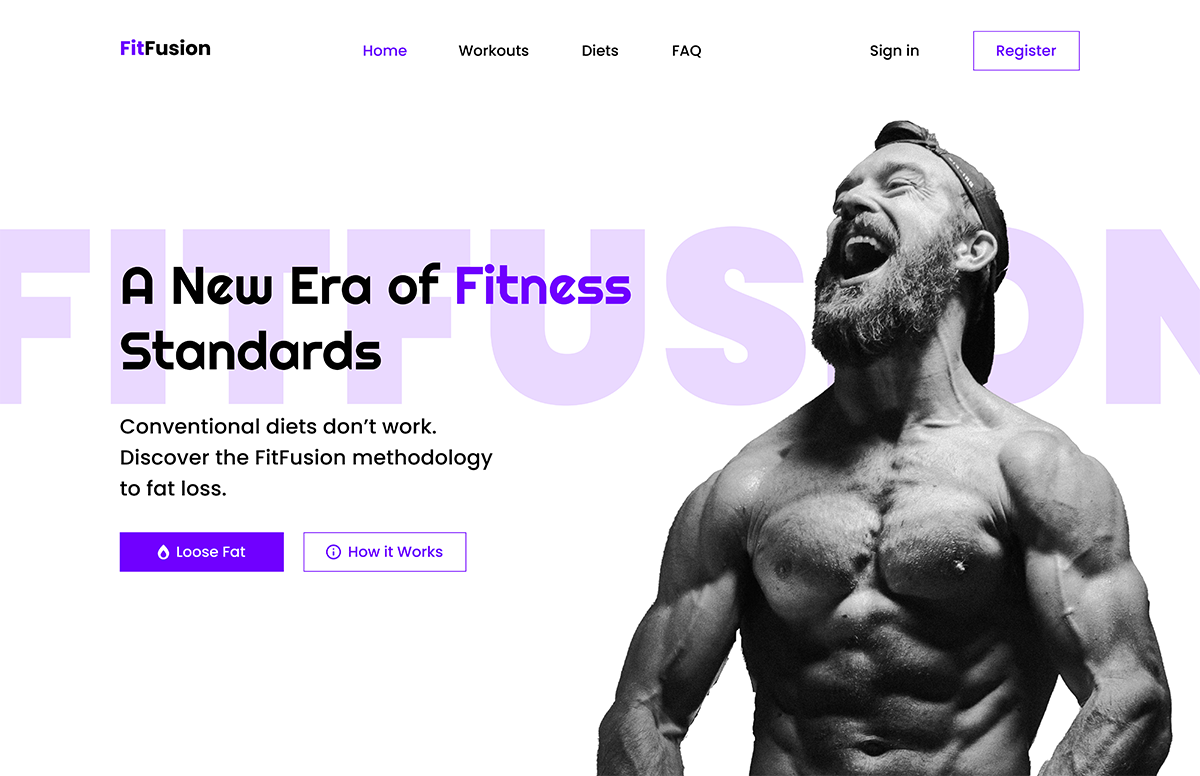 FitFusion
Home Workouts Diets FAQ Sign in Register
FITFUSION
A New Era of Fitness
Standards
Conventional diets don’t work.
Discover the FitFusion methodology
to fat loss.
Loose Fat How it Works